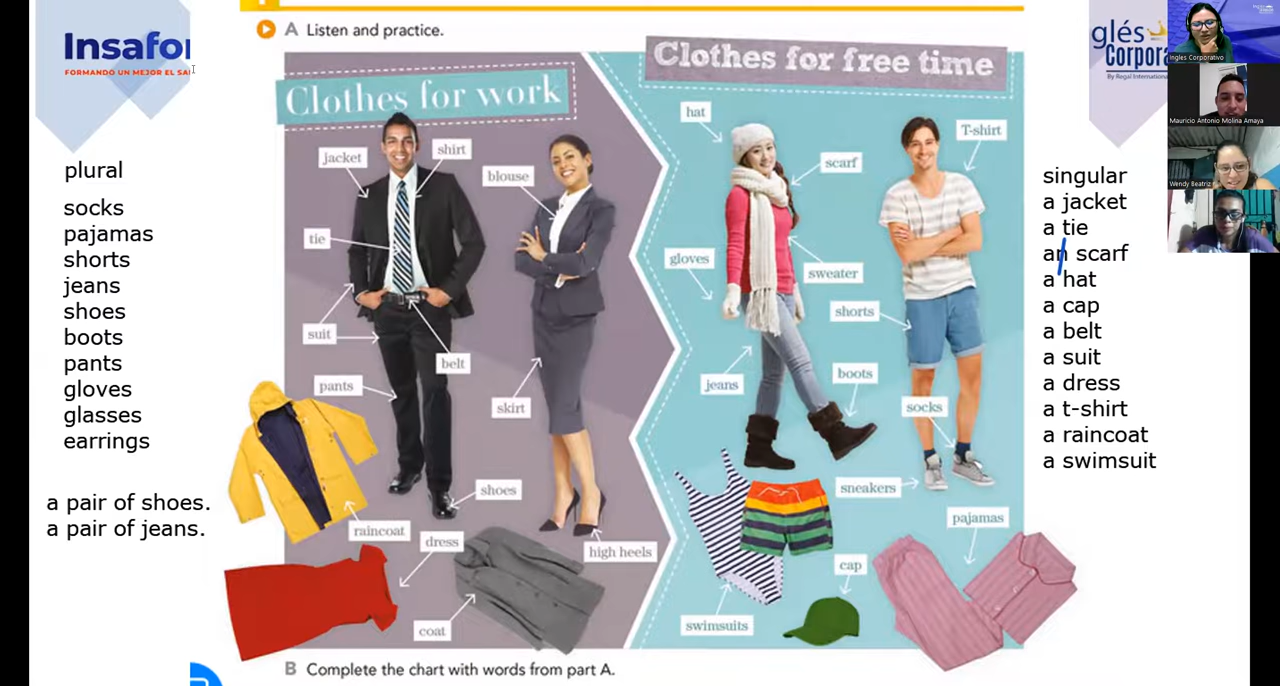 Insafor
FORMANDO UN MEJOR EL SA
A Listen and practice.
Clothes for work
Clothes for free time
glés
Corpora
By Regal Internationa
Ingles Corporativo
Mauricio Antonio Molina Amaya
Wendy Beatriz
plural
socks
pajamas
shorts
jeans
shoes
boots
pants
gloves
glasses
earrings
a pair of shoes.
a pair of jeans.
jacket
shirt
blouse
tie
suit
belt
pants
skirt
shoes
raincoat
dress
high heels
coat
hat
T-shirt
scarf
gloves
sweater
shorts
jeans
boots
socks
sneakers
pajamas
cap
swimsuits
singular
a jacket
a tie
an scarf
a hat
a cap
a belt
a suit
a dress
a t-shirt
a raincoat
a swimsuit
B Complete the chart with words from part A.